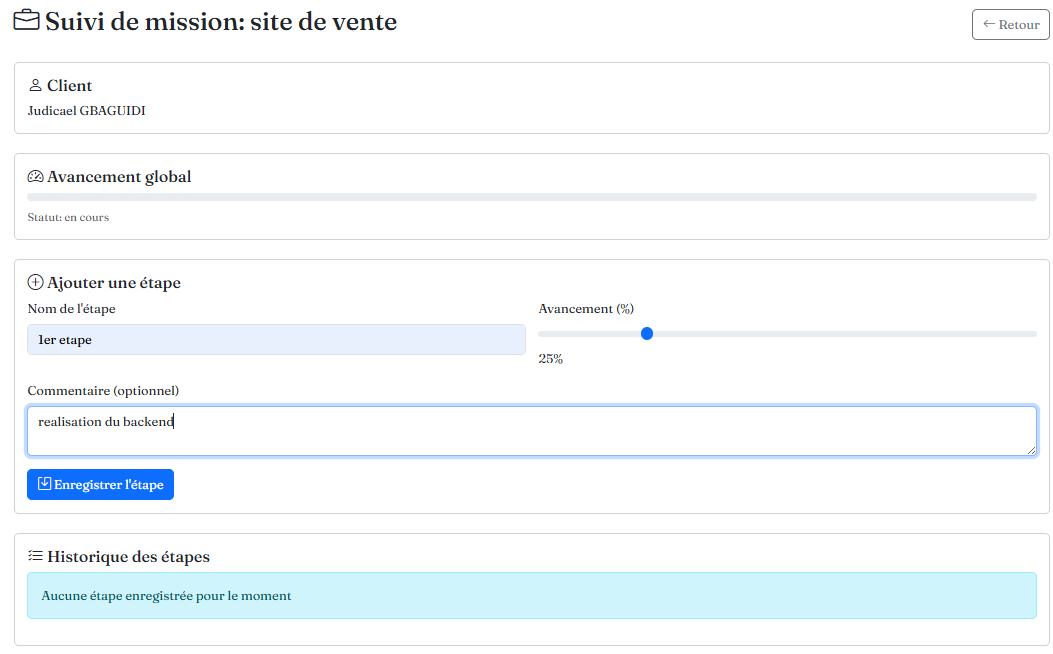 Suivi de mission: site de vente
← Retour
Client
Judicael GBAGUIDI
Avancement global
Statut: en cours
Ajouter une étape
Nom de l'étape
Avancement (%)
1er etape
25%
Commentaire (optionnel)
realisation du backend
Enregistrer l'étape
Historique des étapes
Aucune étape enregistrée pour le moment